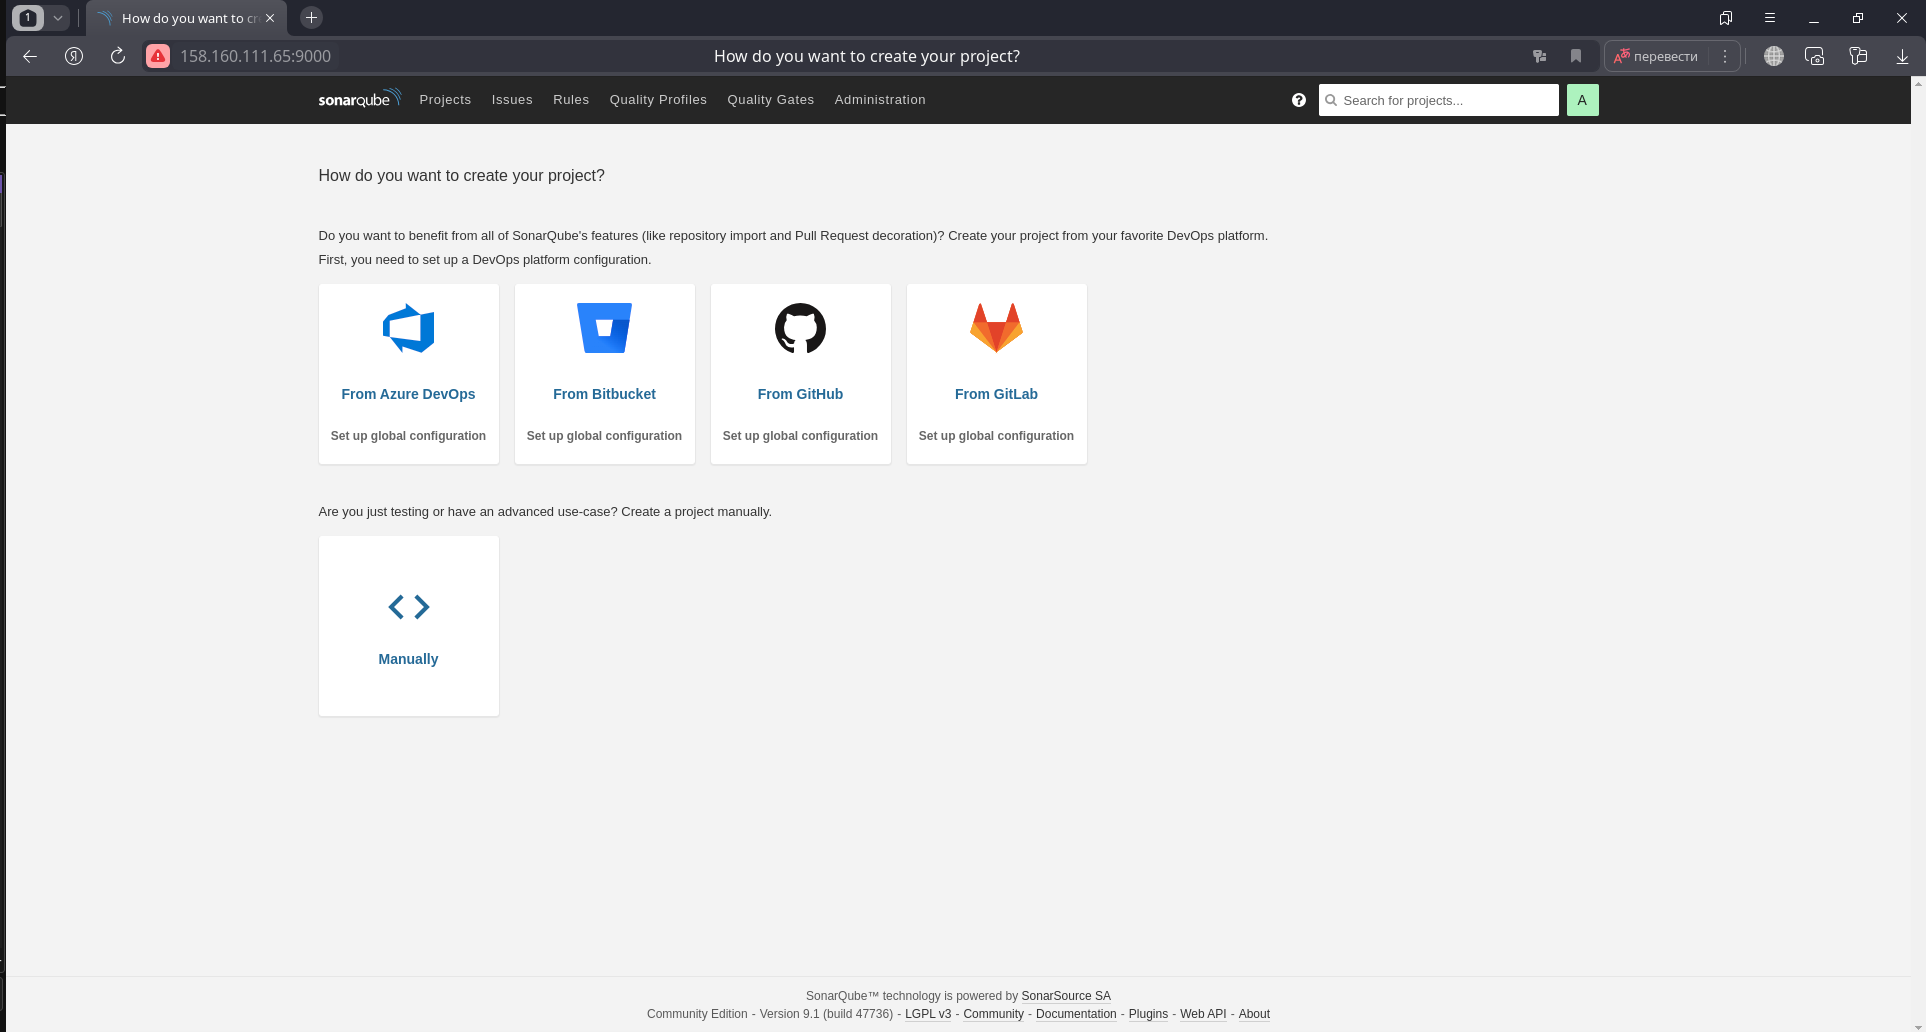 1
How do you want to cr
158.160.111.65:9000
How do you want to create your project?
перевести
sonarqube
Projects
Issues
Rules
Quality Profiles
Quality Gates
Administration
Search for projects...
A
How do you want to create your project?
Do you want to benefit from all of SonarQube's features (like repository import and Pull Request decoration)? Create your project from your favorite DevOps platform.
First, you need to set up a DevOps platform configuration.
From Azure DevOps
Set up global configuration
From Bitbucket
Set up global configuration
From GitHub
Set up global configuration
From GitLab
Set up global configuration
Are you just testing or have an advanced use-case? Create a project manually.
Manually
SonarQube™ technology is powered by SonarSource SA
Community Edition - Version 9.1 (build 47736) - LGPL v3 - Community - Documentation - Plugins - Web API - About